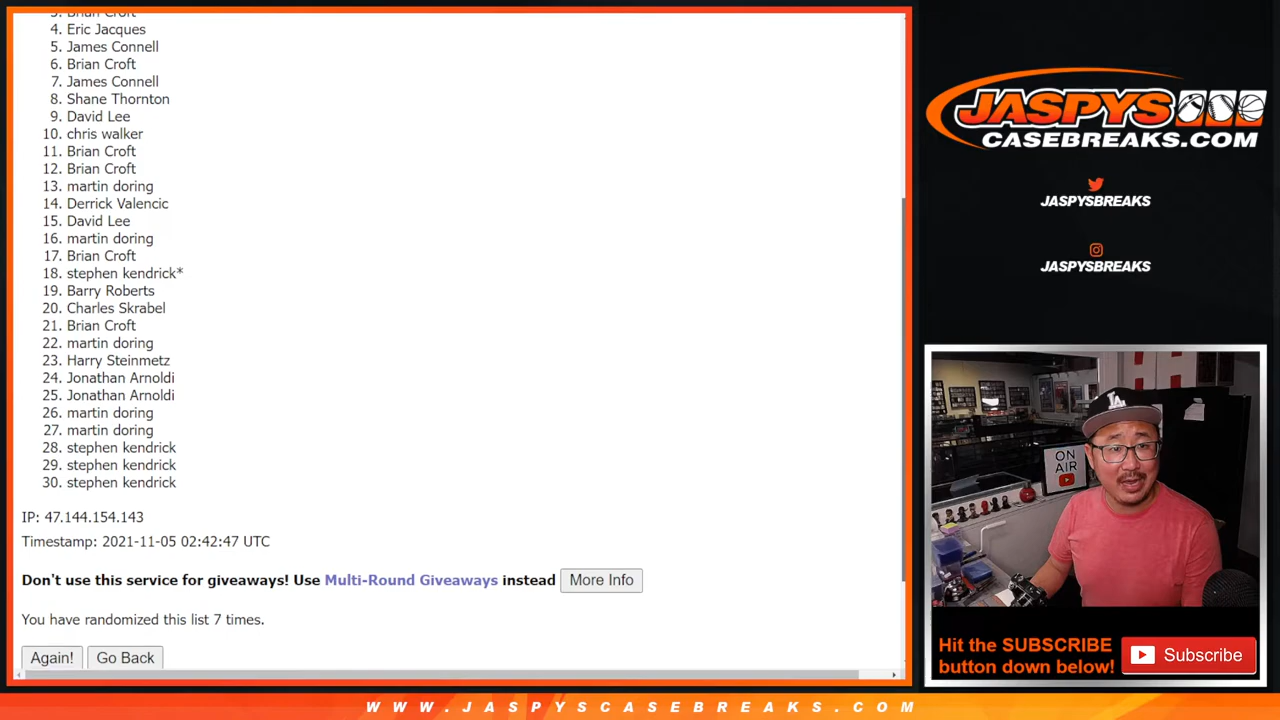 3. Brian Croft
4. Eric Jacques
5. James Connell
6. Brian Croft
7. James Connell
8. Shane Thornton
9. David Lee
10. chris walker
11. Brian Croft
12. Brian Croft
13. martin doring
14. Derrick Valencic
15. David Lee
16. martin doring
17. Brian Croft
18. stephen kendrick*
19. Barry Roberts
20. Charles Skrabel
21. Brian Croft
22. martin doring
23. Harry Steinmetz
24. Jonathan Arnoldi
25. Jonathan Arnoldi
26. martin doring
27. martin doring
28. stephen kendrick
29. stephen kendrick
30. stephen kendrick
IP: 47.144.154.143
Timestamp: 2021-11-05 02:42:47 UTC
Don't use this service for giveaways! Use Multi-Round Giveaways instead More Info
You have randomized this list 7 times.
Again! Go Back
JASPYS
CASEBREAKS.COM
JASPYSBREAKS
JASPYSBREAKS
LA
ON
AIR
Hit the SUBSCRIBE
button down below!
Subscribe
WWW.JASPYSCASEBREAKS.COM